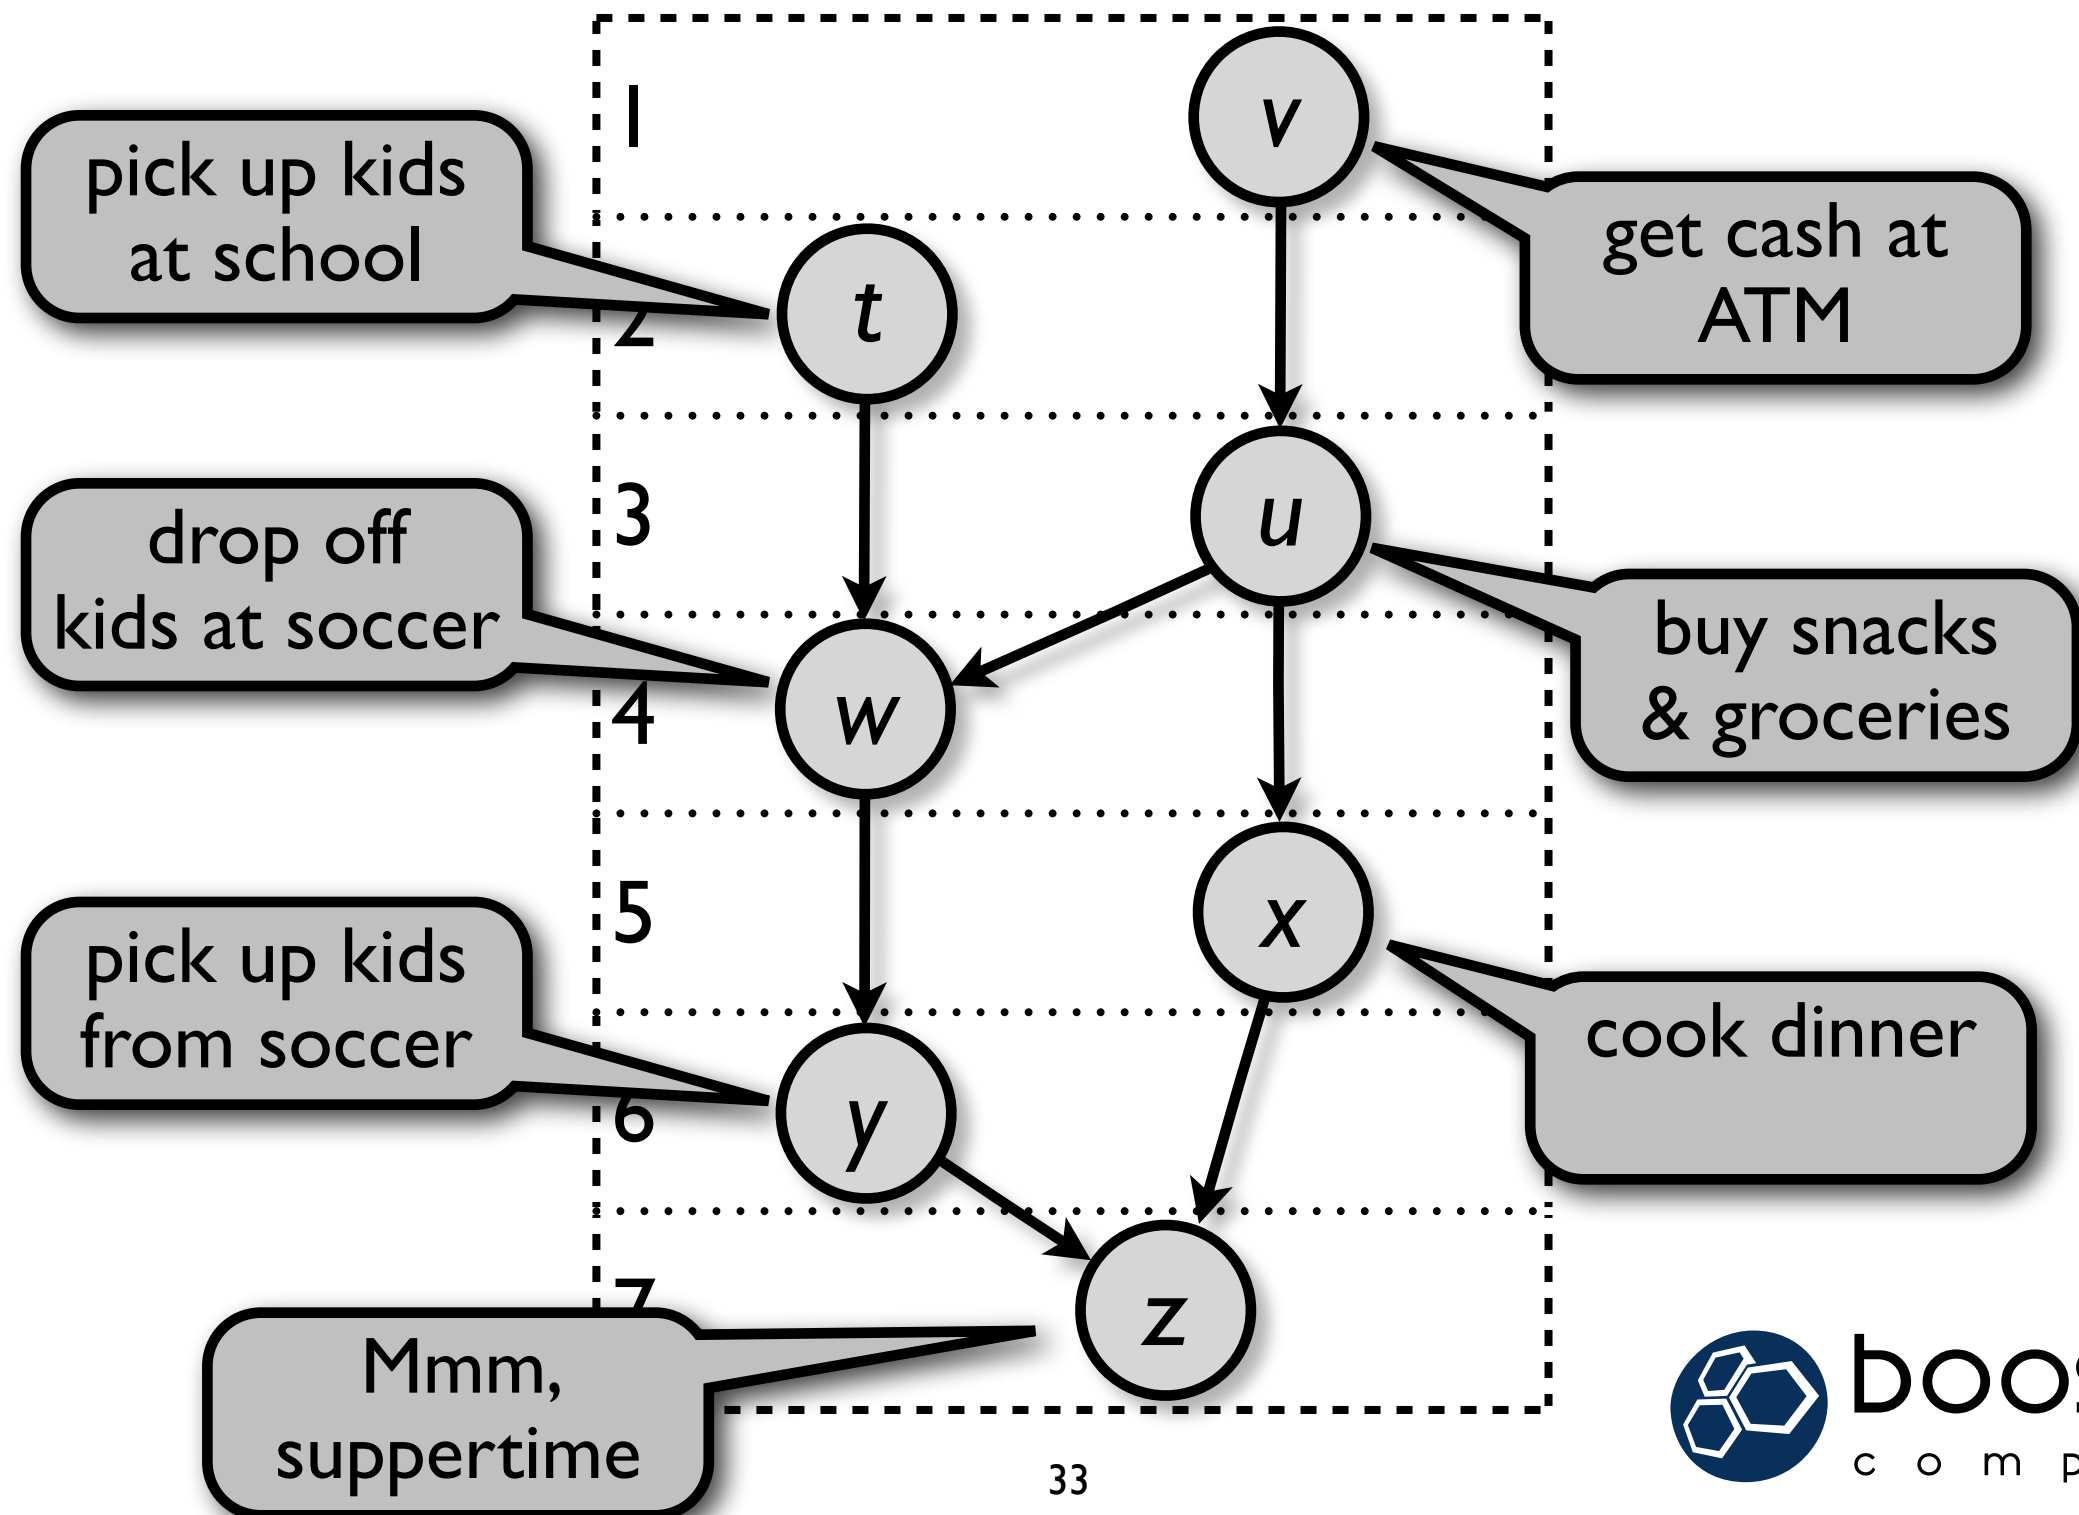 1
v
pick up kids
at school
get cash at
ATM
2
t
3
u
drop off
kids at soccer
buy snacks
& groceries
4
w
5
x
pick up kids
from soccer
cook dinner
6
y
7
z
Mmm,
suppertime
33